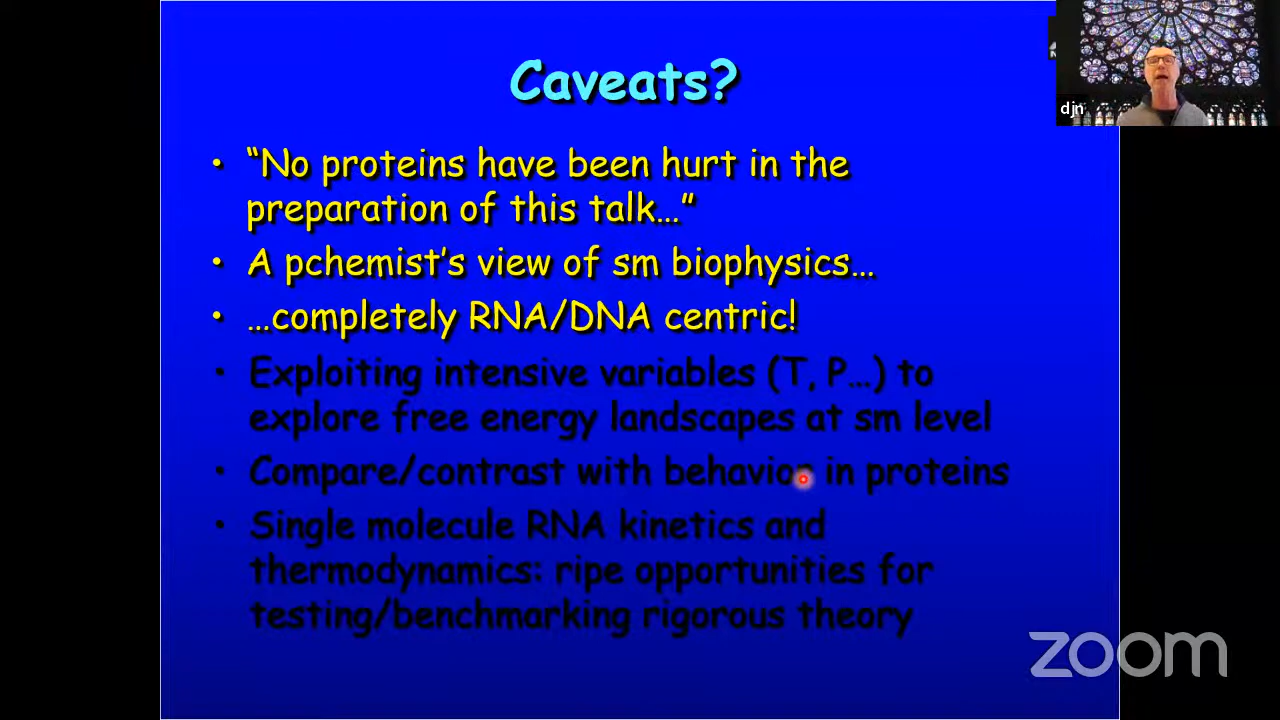 Caveats?
djn
• “No proteins have been hurt in the
preparation of this talk…”
• A pchemist’s view of sm biophysics…
• …completely RNA/DNA centric!
• Exploiting intensive variables (T, P…) to
explore free energy landscapes at sm level
• Compare/contrast with behavior in proteins
• Single molecule RNA kinetics and
thermodynamics: ripe opportunities for
testing/benchmarking rigorous theory
zoom